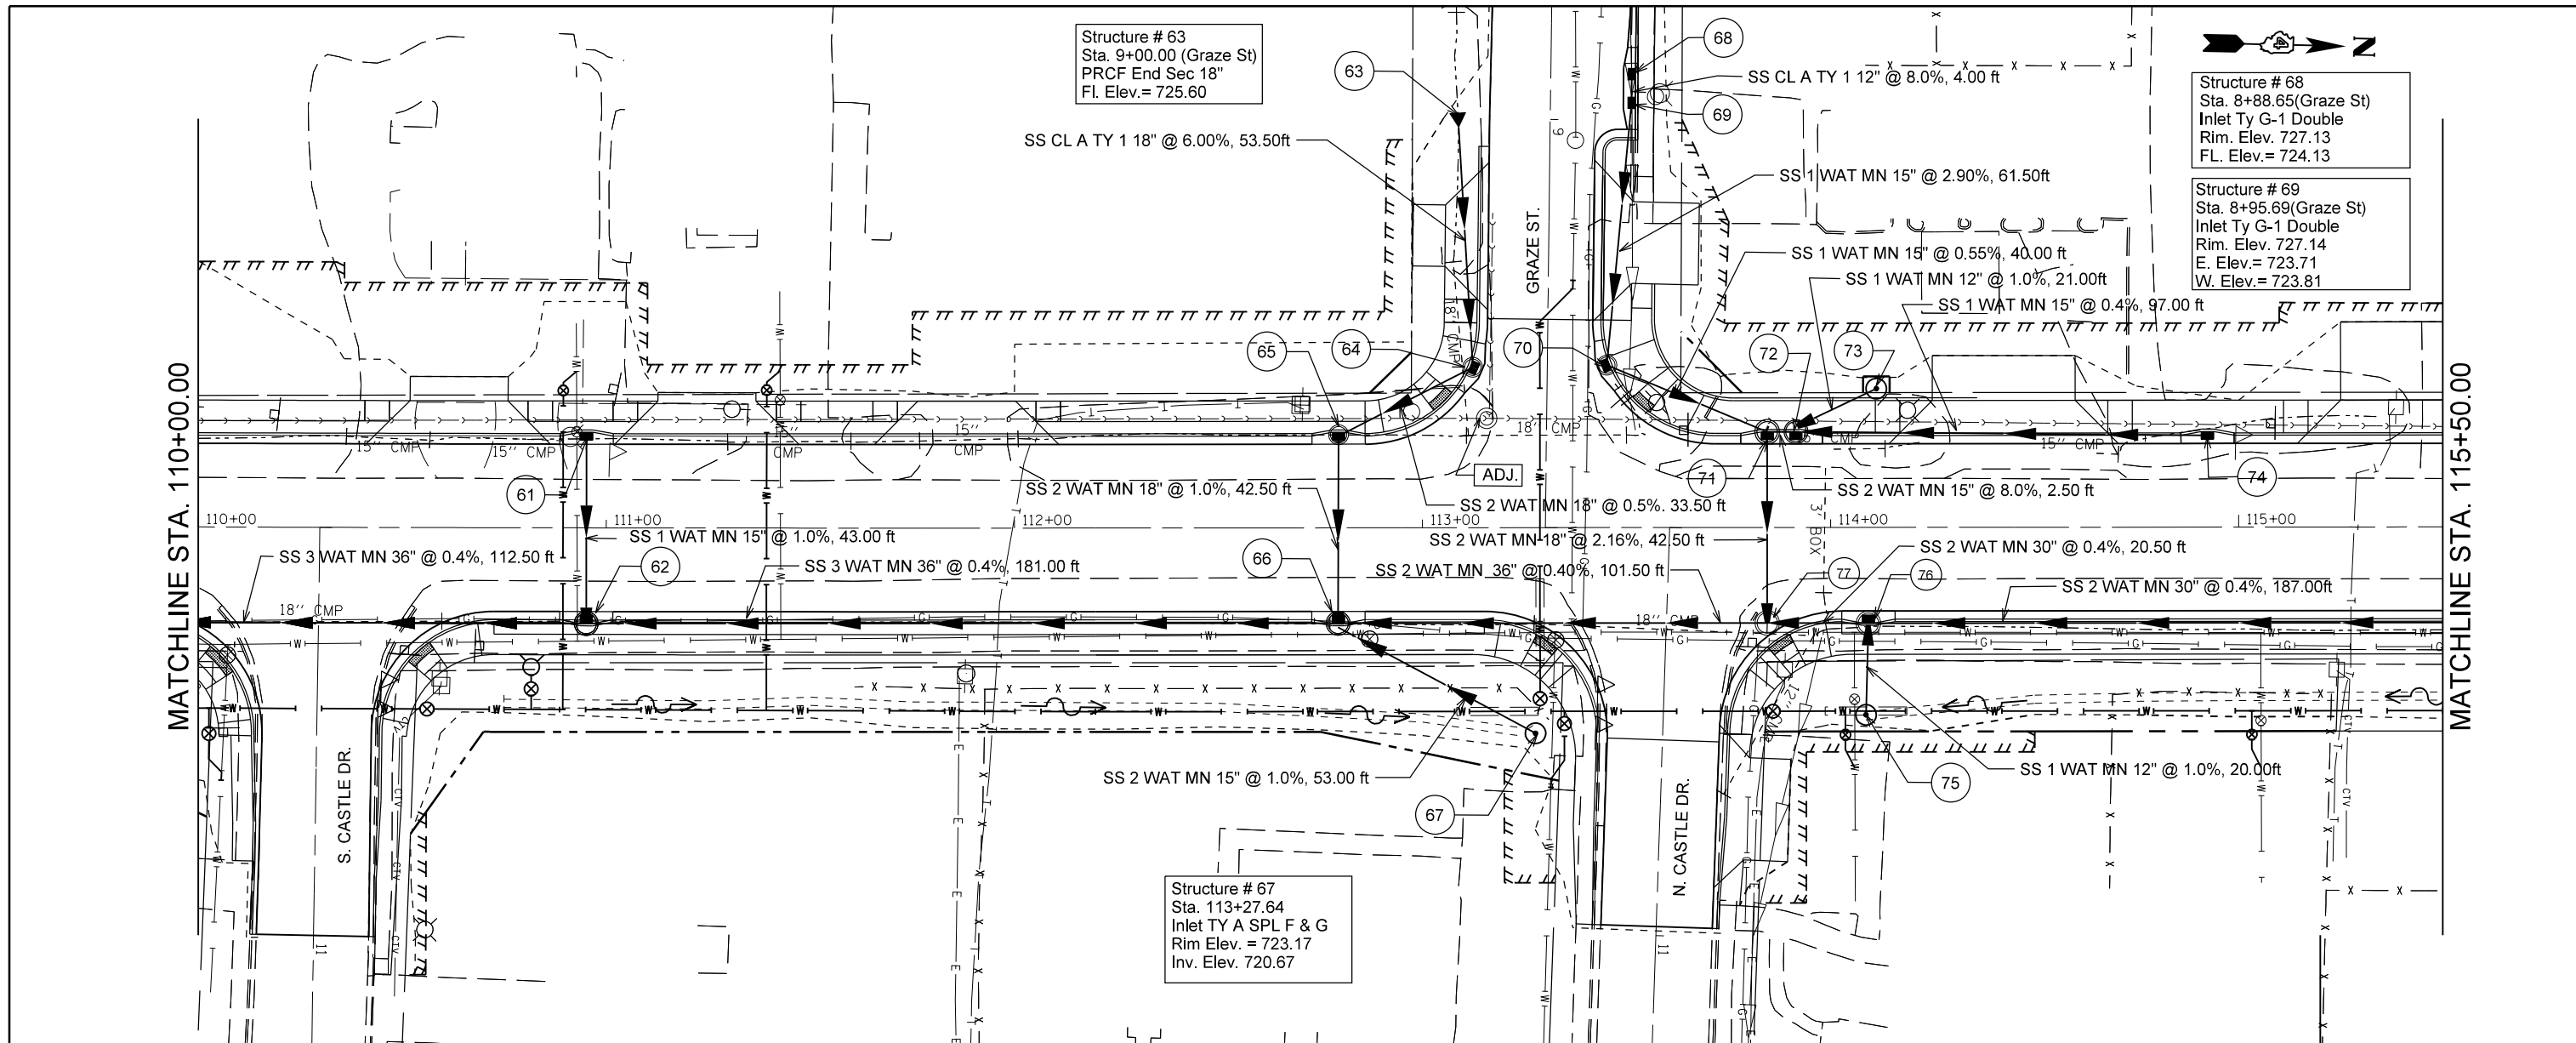 Structure # 63
Sta. 9+00.00 (Graze St)
PRCF End Sec 18"
Fl. Elev.= 725.60
63
68
69
SS CL A TY 1 12" @ 8.0%, 4.00 ft
N
Structure # 68
Sta. 8+88.65(Graze St)
Inlet Ty G-1 Double
Rim. Elev. 727.13
FL. Elev.= 724.13
Structure # 69
Sta. 8+95.69(Graze St)
Inlet Ty G-1 Double
Rim. Elev. 727.14
E. Elev.= 723.71
W. Elev.= 723.81
SS CL A TY 1 18" @ 6.00%, 53.50ft
SS 1 WAT MN 15" @ 2.90%, 61.50ft
GRAZE ST.
9
SS 1 WAT MN 15" @ 0.55%, 40.00 ft
SS 1 WAT MN 12" @ 1.0%, 21.00ft
SS 1 WAT MN 15" @ 0.4%, 97.00 ft
18'' CMP
65
64
70
72
73
MATCHLINE STA. 110+00.00
MATCHLINE STA. 115+50.00
15'' CMP
15'' CMP
15'' CMP
15'' CMP
18'' CMP
CMP
15'' CMP
61
ADJ.
71
74
SS 2 WAT MN 18" @ 1.0%, 42.50 ft
SS 2 WAT MN 18" @ 0.5%. 33.50 ft
SS 2 WAT MN 15" @ 8.0%, 2.50 ft
110+00
111+00
112+00
113+00
114+00
115+00
3' BOX
SS 1 WAT MN 15" @ 1.0%, 43.00 ft
SS 2 WAT MN 18" @ 2.16%, 42.50 ft
SS 2 WAT MN 30" @ 0.4%, 20.50 ft
SS 3 WAT MN 36" @ 0.4%, 112.50 ft
62
SS 3 WAT MN 36" @ 0.4%, 181.00 ft
66
SS 2 WAT MN 36" @ 0.40%, 101.50 ft
77
76
SS 2 WAT MN 30" @ 0.4%, 187.00ft
18'' CMP
18'' CMP
12'' CMP
SS 2 WAT MN 15" @ 1.0%, 53.00 ft
67
SS 1 WAT MN 12" @ 1.0%, 20.00ft
75
S. CASTLE DR.
N. CASTLE DR.
11
11
Structure # 67
Sta. 113+27.64
Inlet TY A SPL F & G
Rim Elev. = 723.17
Inv. Elev. 720.67